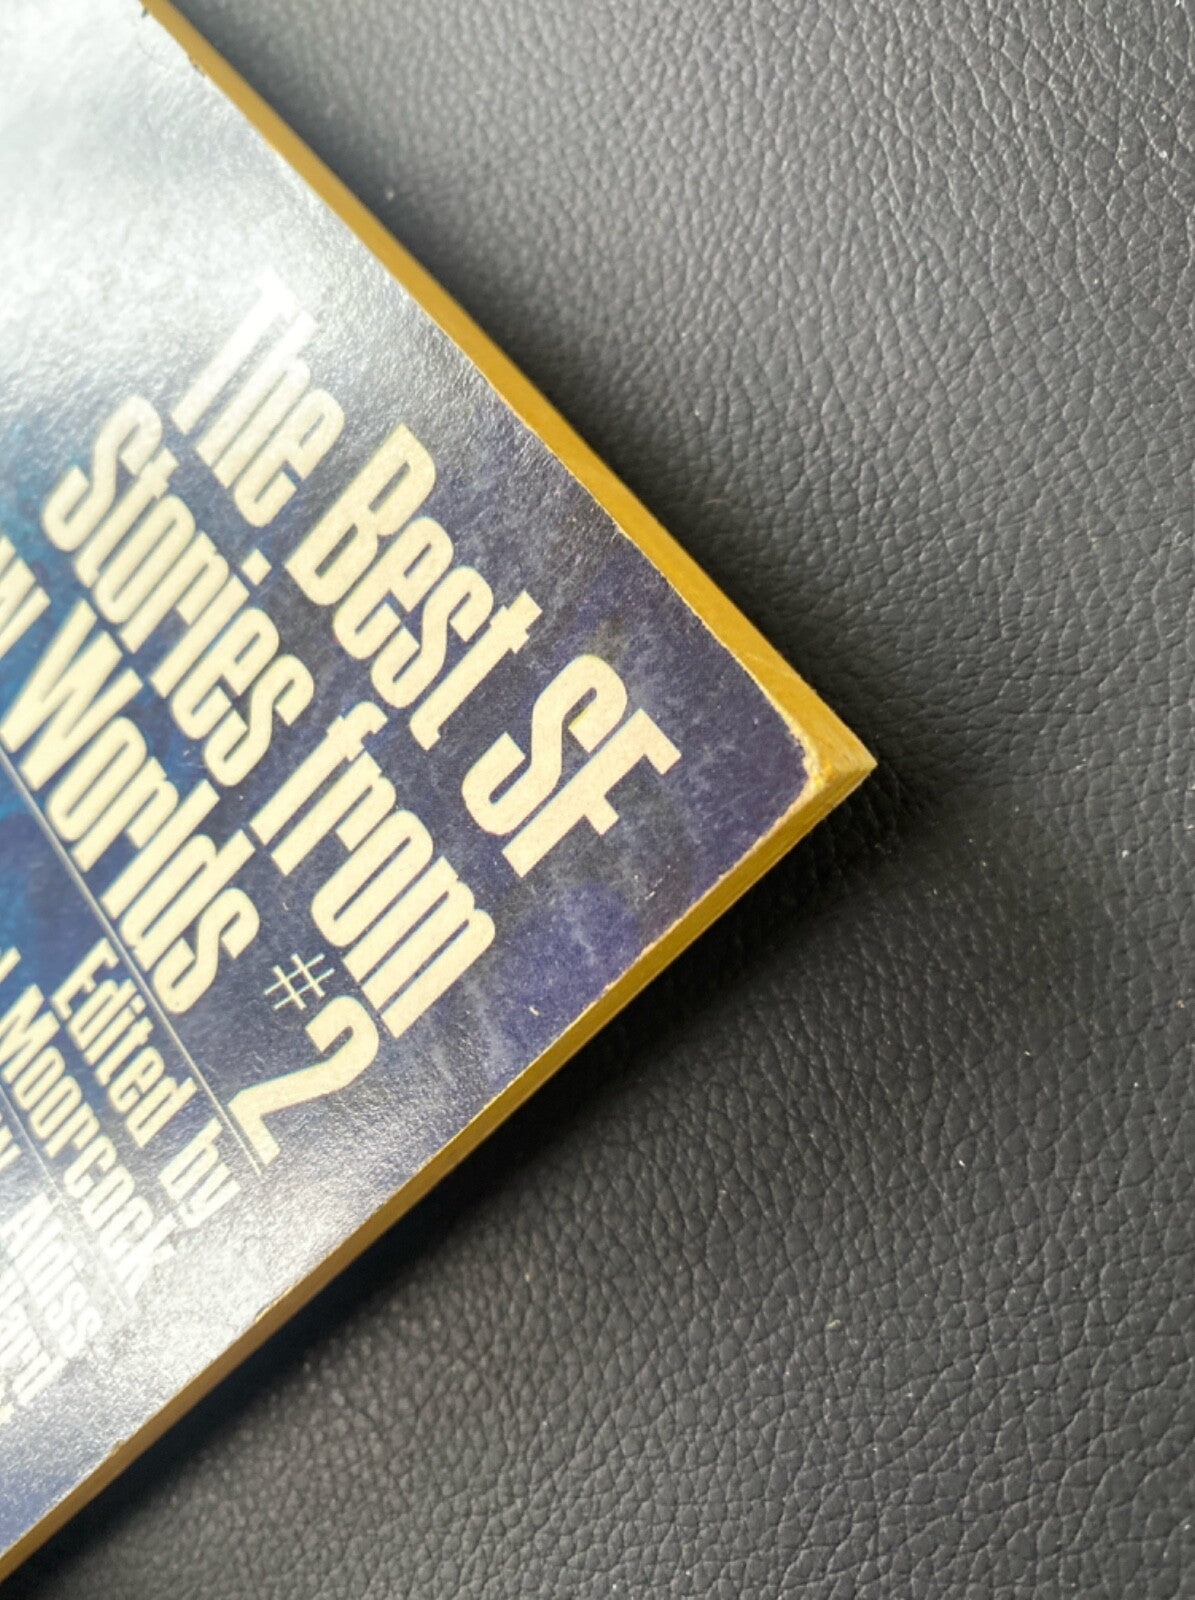 The Best SF
Stories from
Worlds #2
Edited by
Moorcock